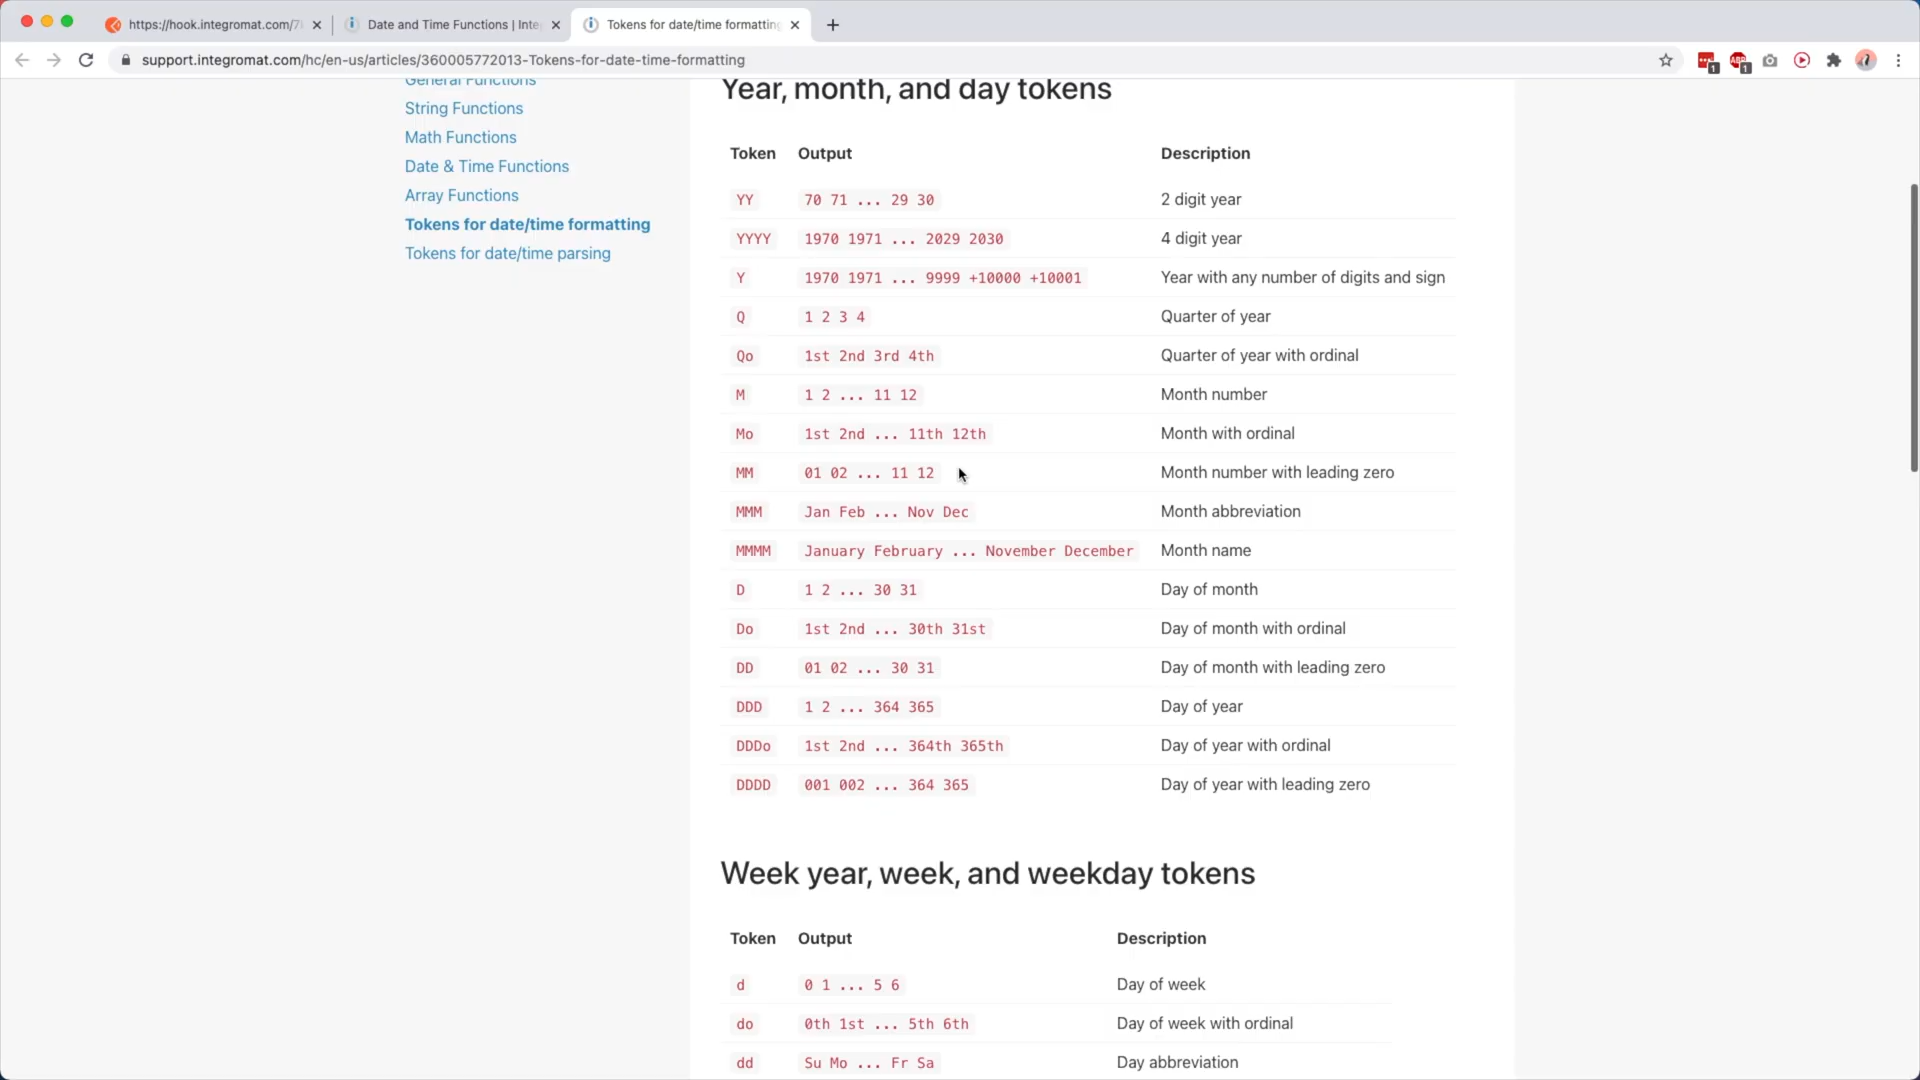 https://hook.integromat.com/7
Date and Time Functions | Inte
Tokens for date/time formatting
support.integromat.com/hc/en-us/articles/360005772013-Tokens-for-date-time-formatting
1
1
General Functions
String Functions
Math Functions
Date & Time Functions
Array Functions
Tokens for date/time formatting
Tokens for date/time parsing
Year, month, and day tokens
Token Output Description
YY 70 71 ... 29 30 2 digit year
YYYY 1970 1971 ... 2029 2030 4 digit year
Y 1970 1971 ... 9999 +10000 +10001 Year with any number of digits and sign
Q 1 2 3 4 Quarter of year
Qo 1st 2nd 3rd 4th Quarter of year with ordinal
M 1 2 ... 11 12 Month number
Mo 1st 2nd ... 11th 12th Month with ordinal
MM 01 02 ... 11 12 Month number with leading zero
MMM Jan Feb ... Nov Dec Month abbreviation
MMMM January February ... November December Month name
D 1 2 ... 30 31 Day of month
Do 1st 2nd ... 30th 31st Day of month with ordinal
DD 01 02 ... 30 31 Day of month with leading zero
DDD 1 2 ... 364 365 Day of year
DDDo 1st 2nd ... 364th 365th Day of year with ordinal
DDDD 001 002 ... 364 365 Day of year with leading zero
Week year, week, and weekday tokens
Token Output Description
d 0 1 ... 5 6 Day of week
do 0th 1st ... 5th 6th Day of week with ordinal
dd Su Mo ... Fr Sa Day abbreviation